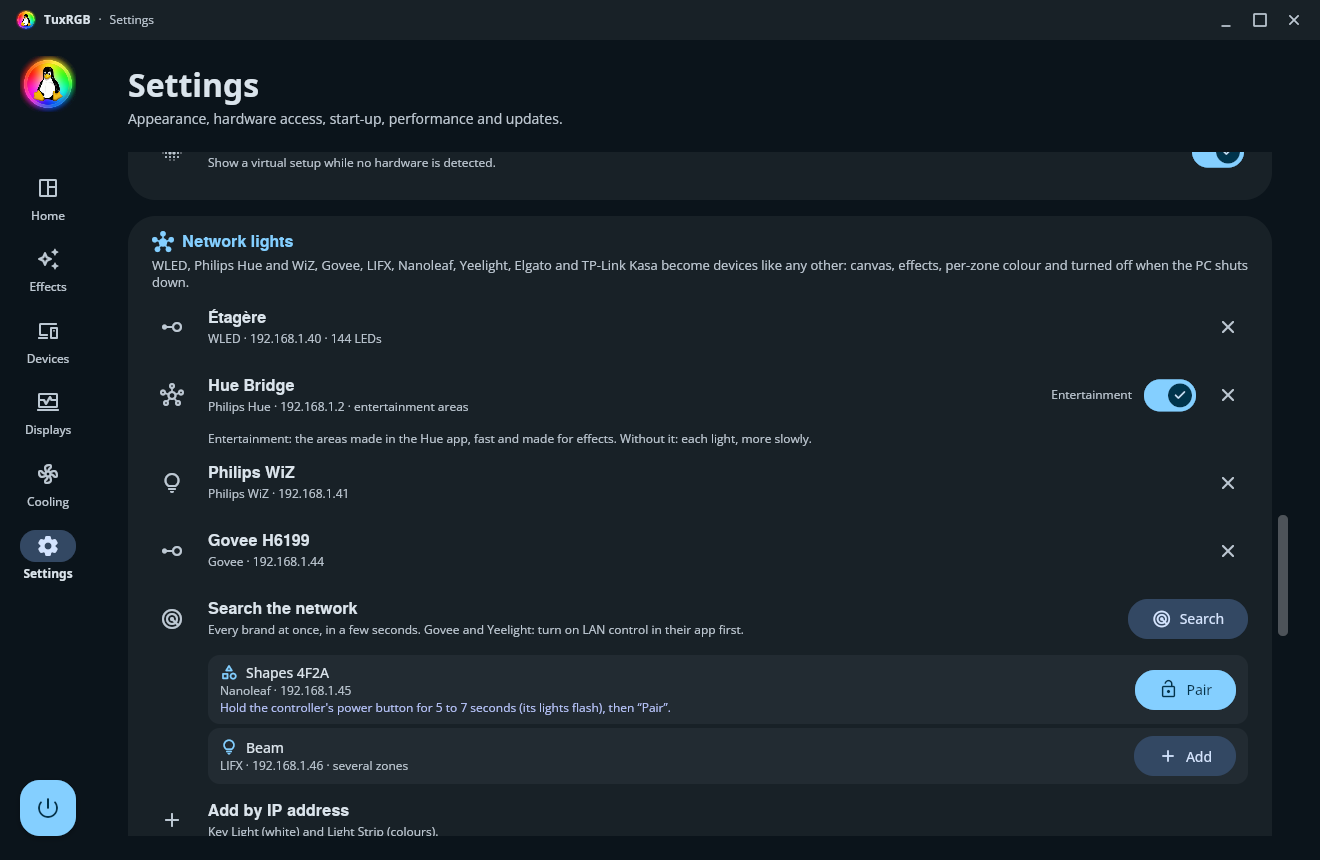 TuxRGB · Settings
Settings
Appearance, hardware access, start-up, performance and updates.
Show a virtual setup while no hardware is detected.
Home
Effects
Devices
Displays
Cooling
Settings
Network lights
WLED, Philips Hue and WiZ, Govee, LIFX, Nanoleaf, Yeelight, Elgato and TP-Link Kasa become devices like any other: canvas, effects, per-zone colour and turned off when the PC shuts
down.
Étagère
WLED · 192.168.1.40 · 144 LEDs
Hue Bridge
Philips Hue · 192.168.1.2 · entertainment areas
Entertainment
Entertainment: the areas made in the Hue app, fast and made for effects. Without it: each light, more slowly.
Philips WiZ
Philips WiZ · 192.168.1.41
Govee H6199
Govee · 192.168.1.44
Search the network
Every brand at once, in a few seconds. Govee and Yeelight: turn on LAN control in their app first.
Search
Shapes 4F2A
Nanoleaf · 192.168.1.45
Hold the controller's power button for 5 to 7 seconds (its lights flash), then “Pair”.
Pair
Beam
LIFX · 192.168.1.46 · several zones
Add
Add by IP address
Key Light (white) and Light Strip (colours).